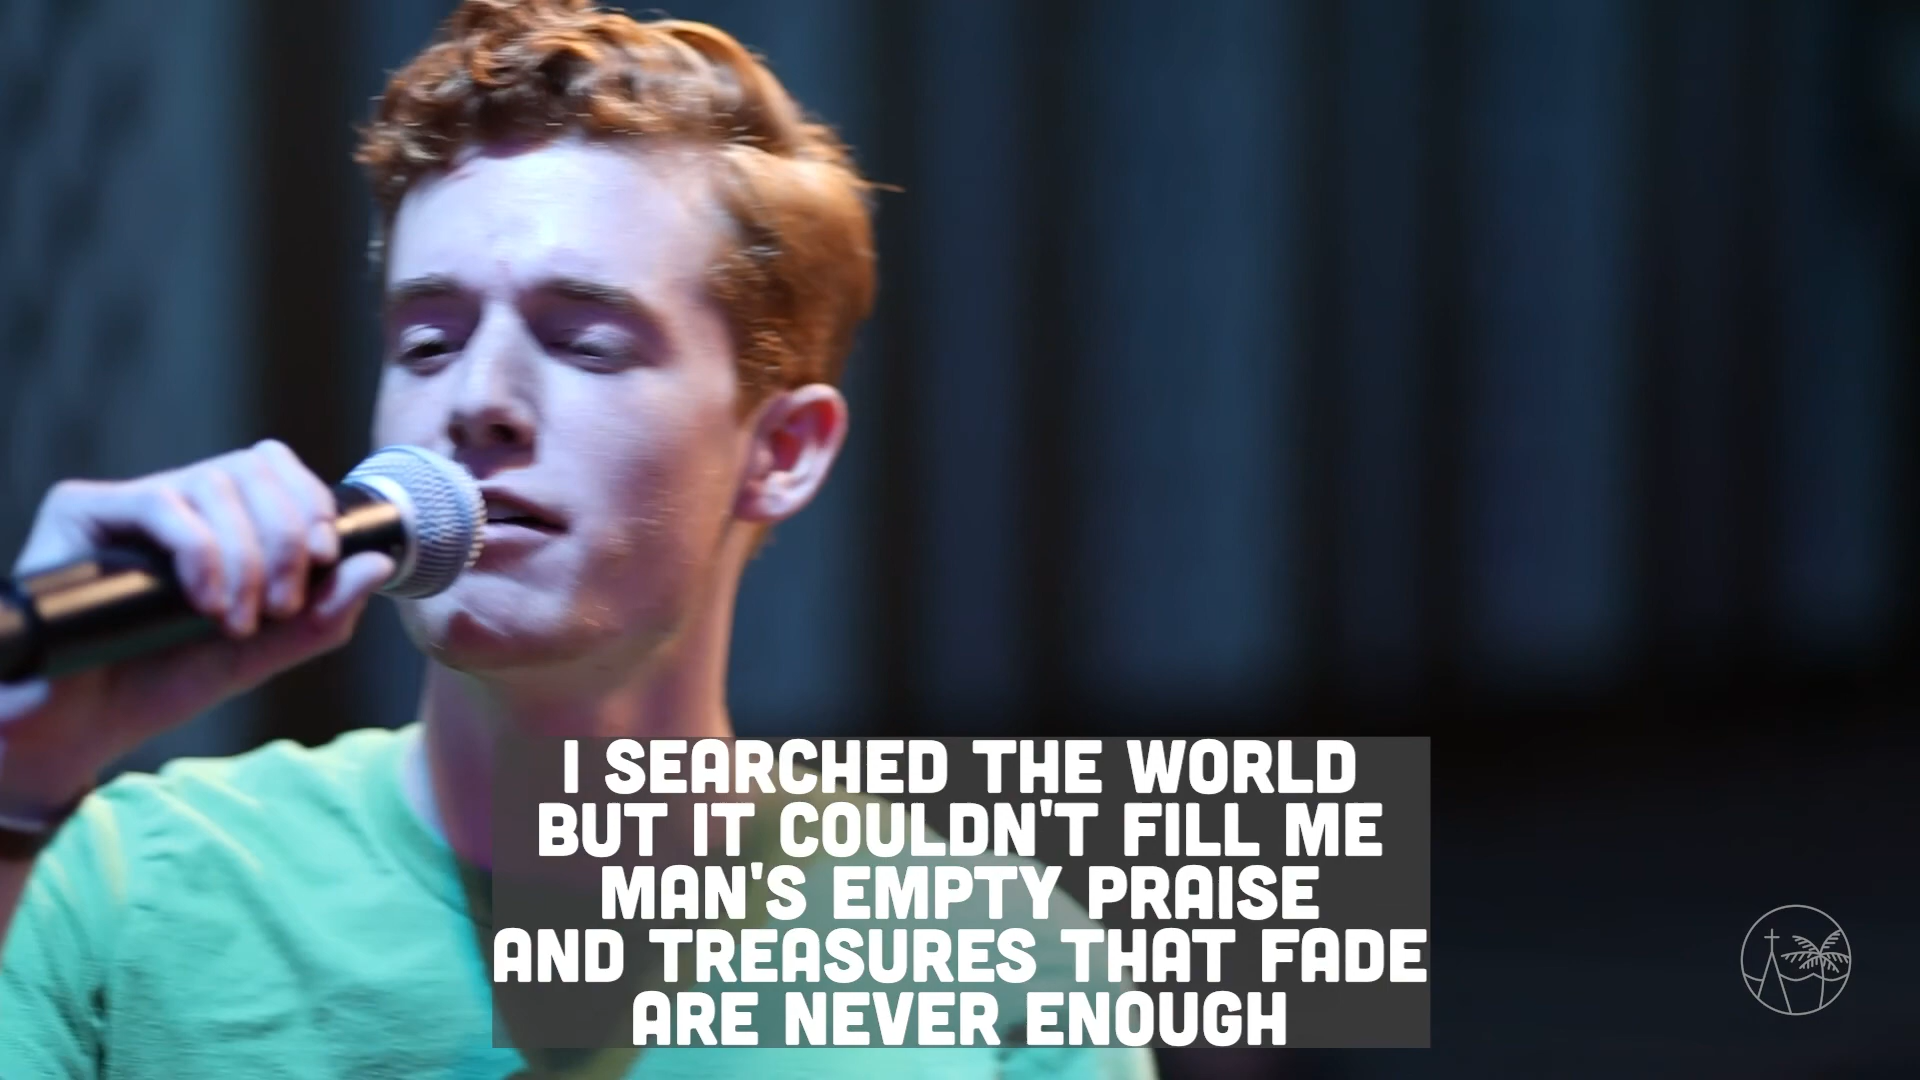 I SEARCHED THE WORLD
BUT IT COULDN'T FILL ME
MAN'S EMPTY PRAISE
AND TREASURES THAT FADE
ARE NEVER ENOUGH